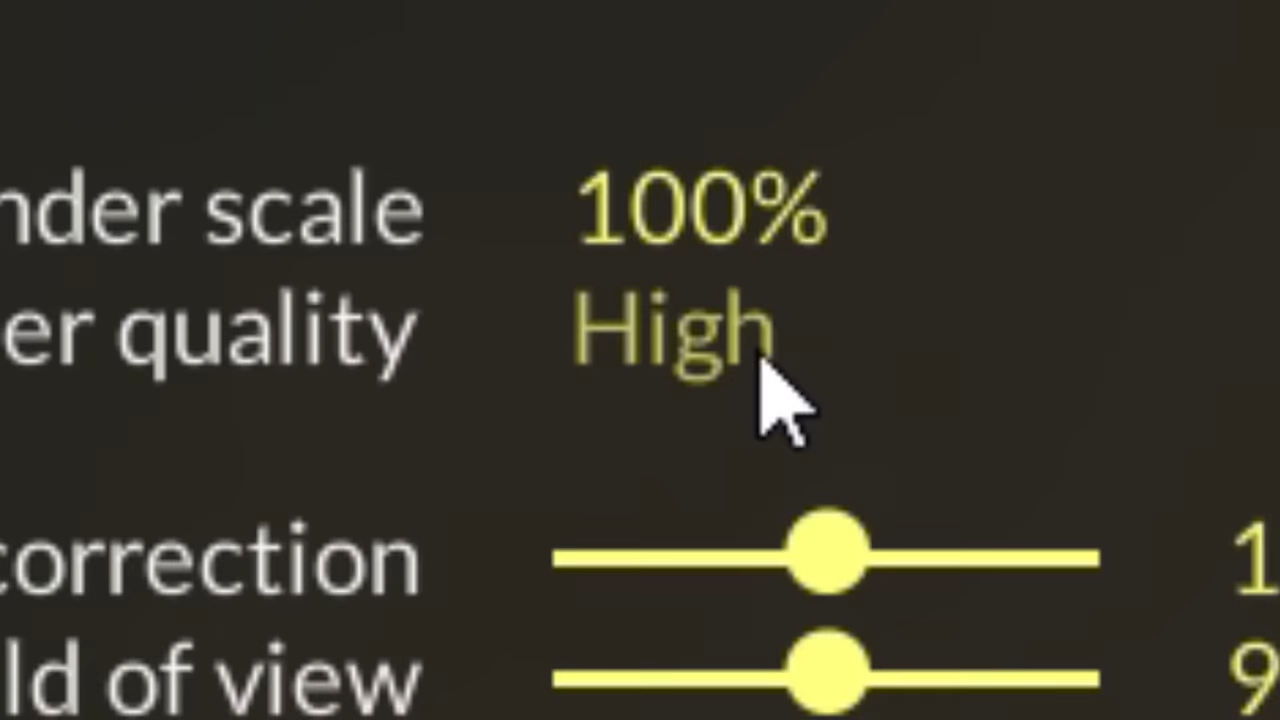 nder scale 100%
er quality High
correction 1
ld of view 9